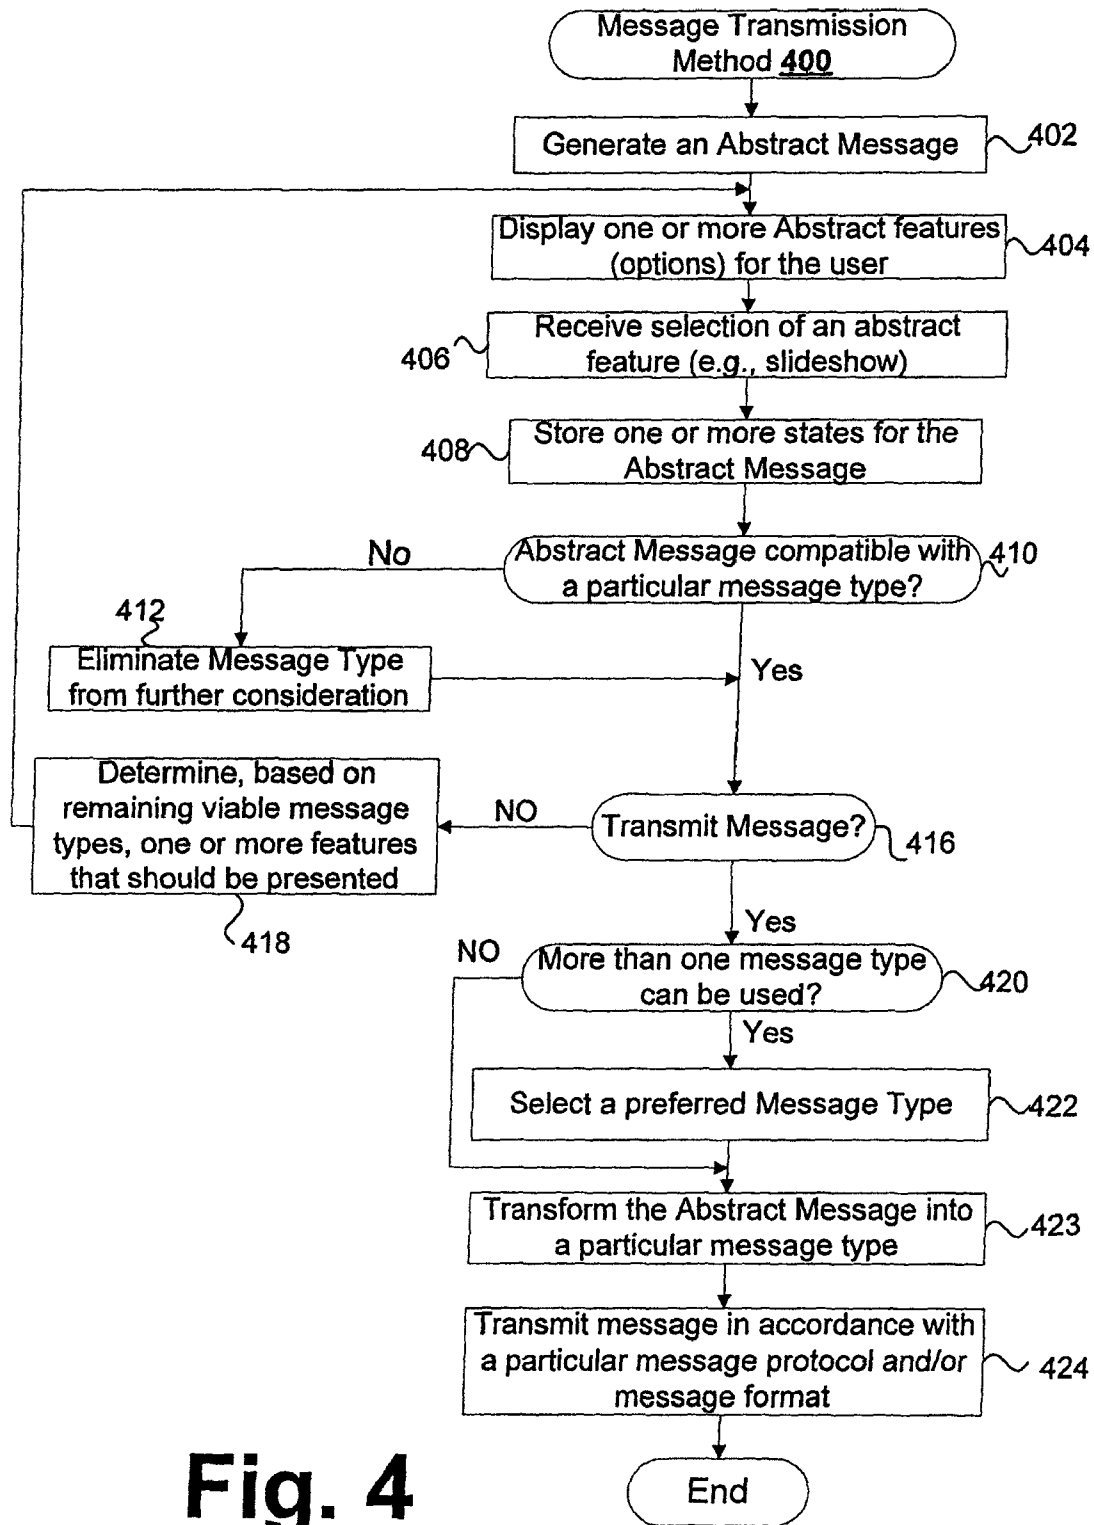 Message Transmission
Method 400
Generate an Abstract Message
402
Display one or more Abstract features
(options) for the user
404
Receive selection of an abstract
feature (e.g., slideshow)
406
Store one or more states for the
Abstract Message
408
Abstract Message compatible with
a particular message type?
410
No
412
Eliminate Message Type
from further consideration
Yes
Determine, based on
remaining viable message
types, one or more features
that should be presented
418
NO
Transmit Message?
416
Yes
NO
More than one message type
can be used?
420
Yes
Select a preferred Message Type
422
Transform the Abstract Message into
a particular message type
423
Transmit message in accordance with
a particular message protocol and/or
message format
424
End
Fig. 4